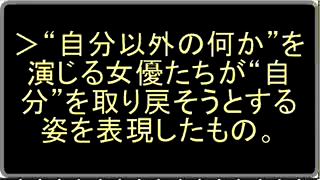 ＞“自分以外の何か”を
演じる女優たちが“自
分”を取り戻そうとする
姿を表現したもの。